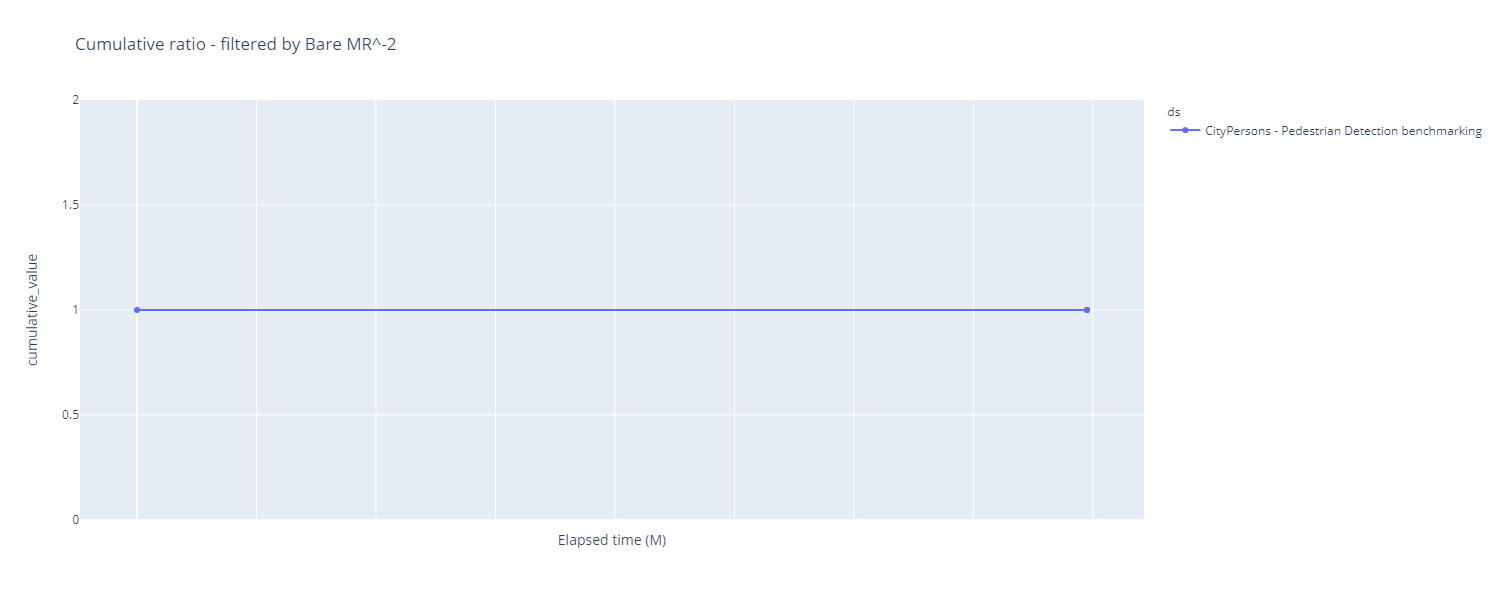 Cumulative ratio - filtered by Bare MR^-2
cumulative_value
2
1.5
1
0.5
0
Elapsed time (M)
ds
CityPersons - Pedestrian Detection benchmarking